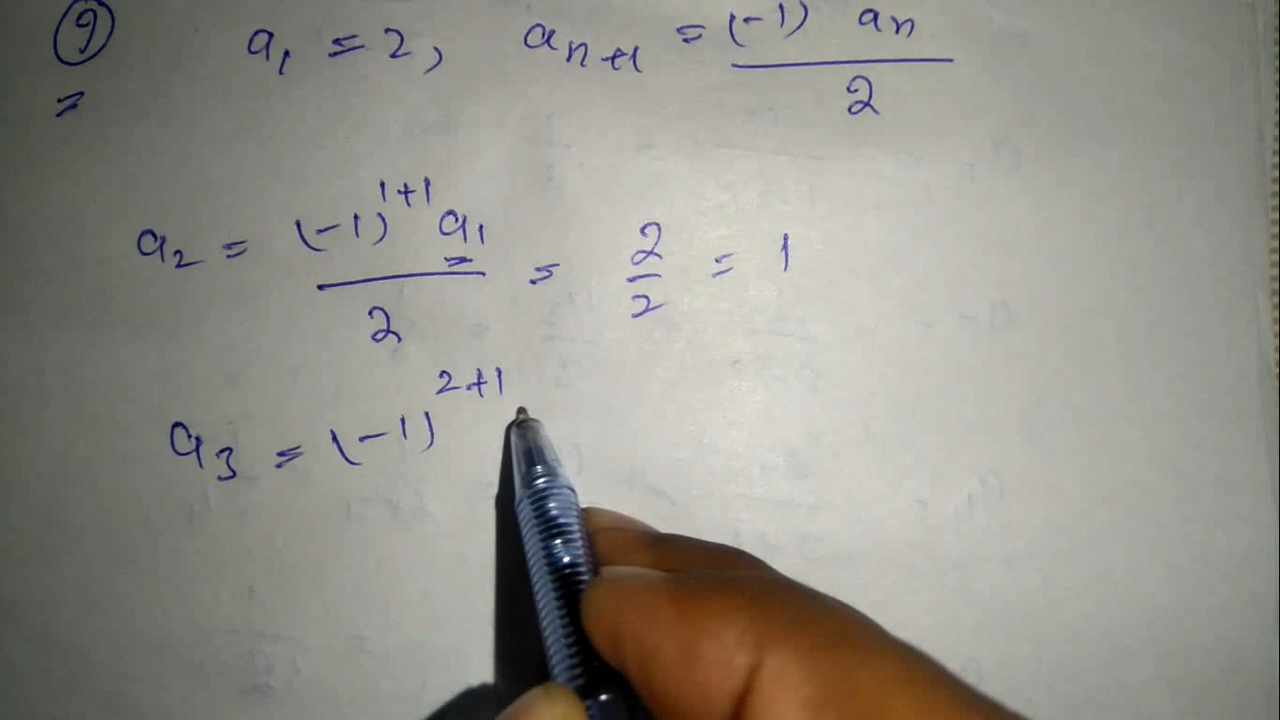 9 a₁ = 2, aₙ₊₁ = (-1) aₙ / 2
=
a₂ = (-1)¹⁺¹ a₁ / 2 = 2/2 = 1
a₃ = (-1)²⁺¹